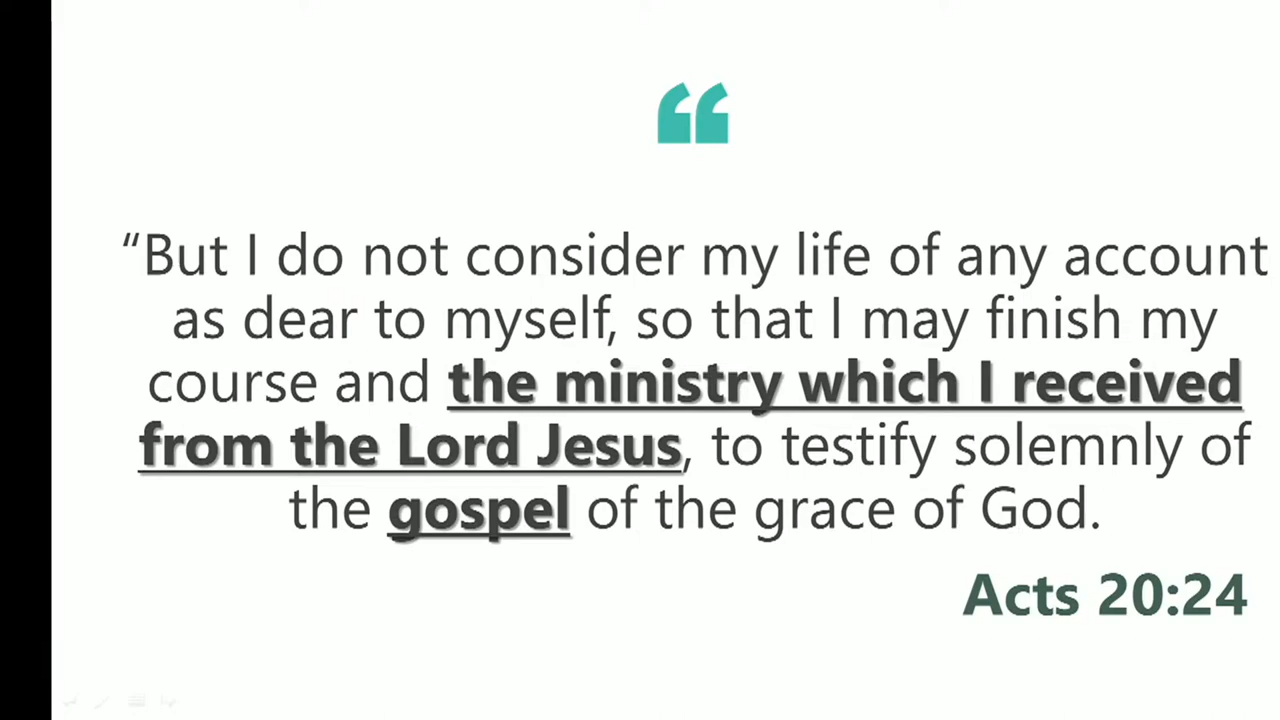 “
“But I do not consider my life of any account
as dear to myself, so that I may finish my
course and the ministry which I received
from the Lord Jesus, to testify solemnly of
the gospel of the grace of God.
Acts 20:24